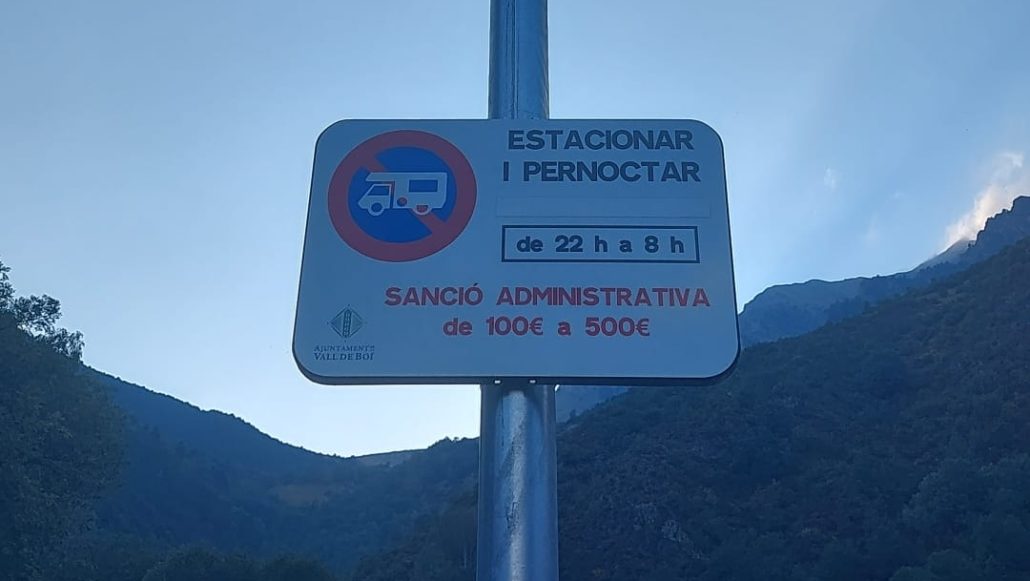 ESTACIONAR
I PERNOCTAR
de 22 h a 8 h
SANCIÓ ADMINISTRATIVA
de 100€ a 500€
AJUNTAMENT
VALL DE BOÍ